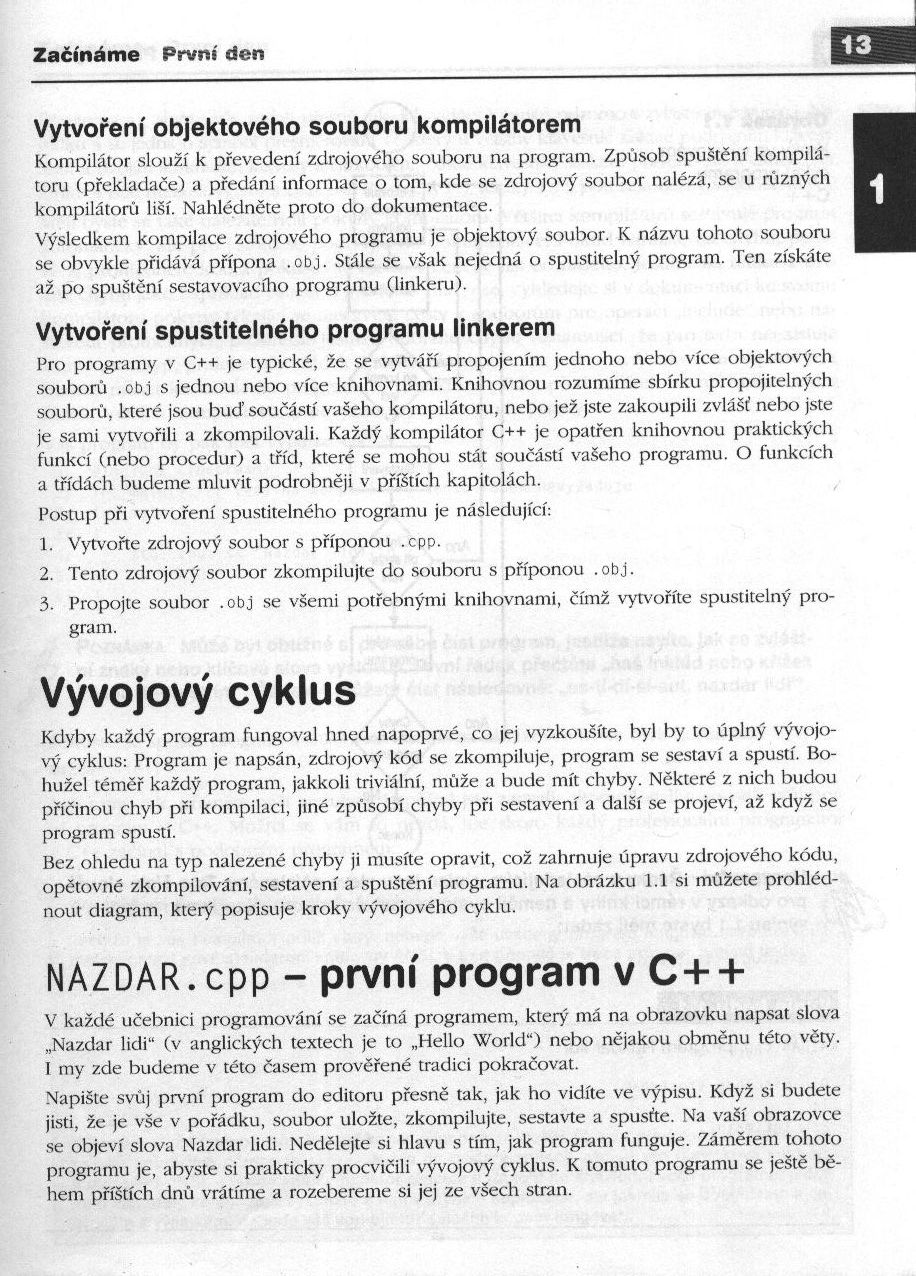 Začínáme První den
13
1
Vytvoření objektového souboru kompilátorem
Kompilátor slouží k převedení zdrojového souboru na program. Způsob spuštění kompilá-
toru (překladače) a předání informace o tom, kde se zdrojový soubor nalézá, se u různých
kompilátorů liší. Nahlédněte proto do dokumentace.
Výsledkem kompilace zdrojového programu je objektový soubor. K názvu tohoto souboru
se obvykle přidává přípona .obj. Stále se však nejedná o spustitelný program. Ten získáte
až po spuštění sestavovacího programu (linkeru).
Vytvoření spustitelného programu linkerem
Pro programy v C++ je typické, že se vytváří propojením jednoho nebo více objektových
souborů .obj s jednou nebo více knihovnami. Knihovnou rozumíme sbírku propojitelných
souborů, které jsou buď součástí vašeho kompilátoru, nebo jež jste zakoupili zvlášť nebo jste
je sami vytvořili a zkompilovali. Každý kompilátor C++ je opatřen knihovnou praktických
funkcí (nebo procedur) a tříd, které se mohou stát součástí vašeho programu. O funkcích
a třídách budeme mluvit podrobněji v příštích kapitolách.
Postup při vytvoření spustitelného programu je následující:
1. Vytvořte zdrojový soubor s příponou .cpp.
2. Tento zdrojový soubor zkompilujte do souboru s příponou .obj.
3. Propojte soubor .obj se všemi potřebnými knihovnami, čímž vytvoříte spustitelný pro-
gram.
Vývojový cyklus
Kdyby každý program fungoval hned napoprvé, co jej vyzkoušíte, byl by to úplný vývojo-
vý cyklus: Program je napsán, zdrojový kód se zkompiluje, program se sestaví a spustí. Bo-
hužel téměř každý program, jakkoli triviální, může a bude mít chyby. Některé z nich budou
příčinou chyb při kompilaci, jiné způsobí chyby při sestavení a další se projeví, až když se
program spustí.
Bez ohledu na typ nalezené chyby ji musíte opravit, což zahrnuje úpravu zdrojového kódu,
opětovné zkompilování, sestavení a spuštění programu. Na obrázku 1.1 si můžete prohléd-
nout diagram, který popisuje kroky vývojového cyklu.
NAZDAR.cpp – první program v C++
V každé učebnici programování se začíná programem, který má na obrazovku napsat slova
„Nazdar lidi“ (v anglických textech je to „Hello World“) nebo nějakou obměnu této věty.
I my zde budeme v této časem prověřené tradici pokračovat.
Napište svůj první program do editoru přesně tak, jak ho vidíte ve výpisu. Když si budete
jisti, že je vše v pořádku, soubor uložte, zkompilujte, sestavte a spusťte. Na vaší obrazovce
se objeví slova Nazdar lidi. Nedělejte si hlavu s tím, jak program funguje. Záměrem tohoto
programu je, abyste si prakticky procvičili vývojový cyklus. K tomuto programu se ještě bě-
hem příštích dnů vrátíme a rozebereme si jej ze všech stran.